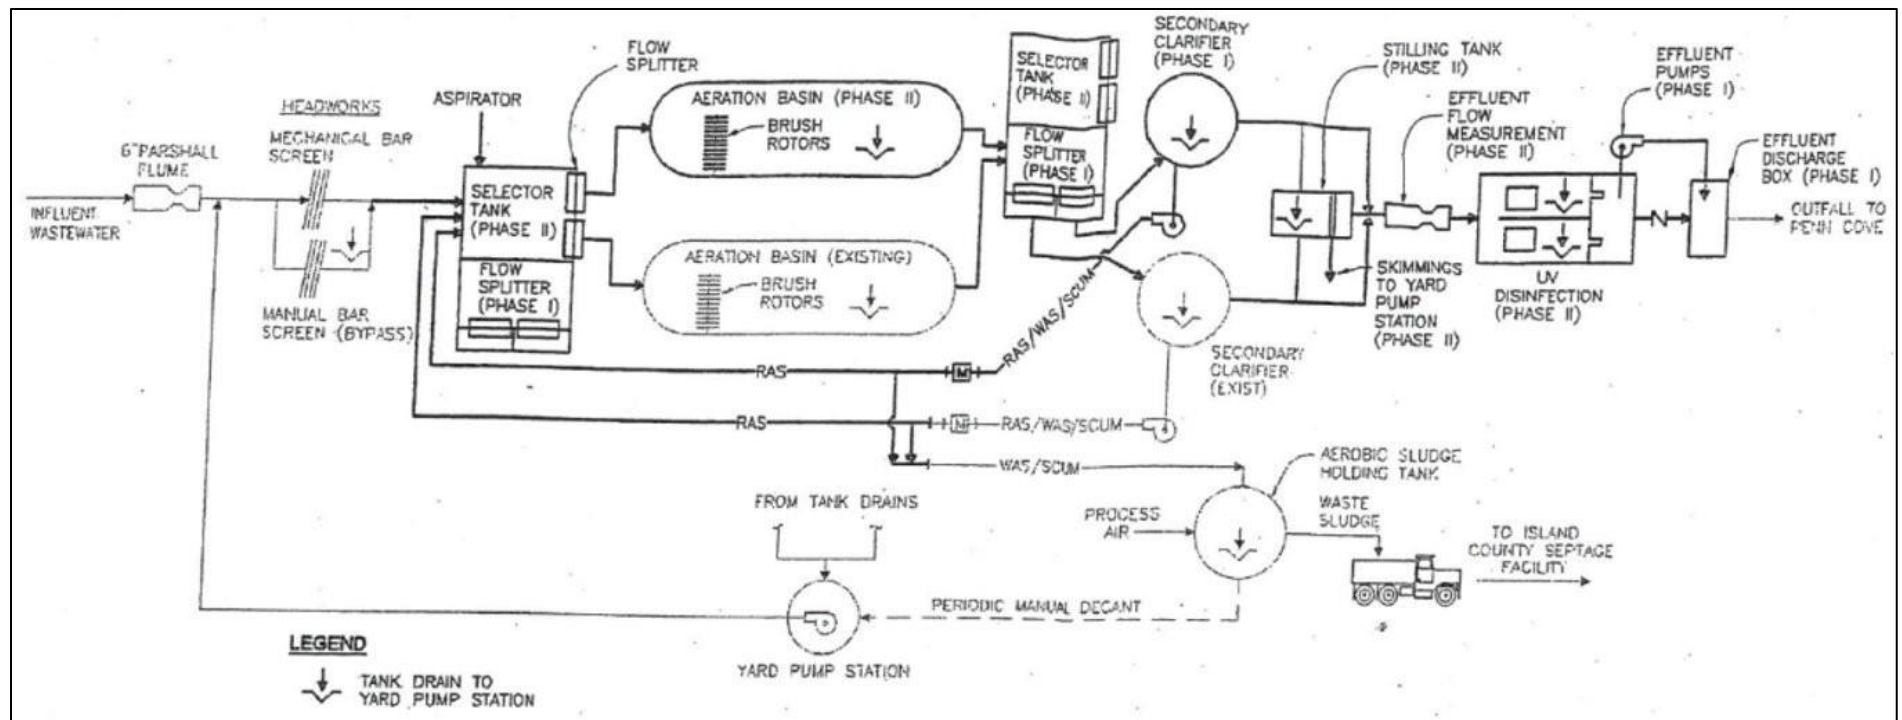 FLOW
SPLITTER
ASPIRATOR
HEADWORKS
MECHANICAL BAR
SCREEN
6" PARSHALL
FLUME
INFLUENT
WASTEWATER
MANUAL BAR
SCREEN (BYPASS)
SELECTOR
TANK
(PHASE II)
FLOW
SPLITTER
(PHASE I)
AERATION BASIN (PHASE II)
BRUSH
ROTORS
AERATION BASIN (EXISTING)
BRUSH
ROTORS
SELECTOR
TANK
(PHASE II)
FLOW
SPLITTER
(PHASE I)
SECONDARY
CLARIFIER
(PHASE I)
STILLING TANK
(PHASE II)
EFFLUENT
FLOW
MEASUREMENT
(PHASE II)
EFFLUENT
PUMPS
(PHASE I)
EFFLUENT
DISCHARGE
BOX (PHASE I)
OUTFALL TO
PENN COVE
SKIMMINGS
TO YARD
PUMP
STATION
(PHASE II)
UV
DISINFECTION
(PHASE II)
SECONDARY
CLARIFIER
(EXIST)
RAS
M
RAS/WAS/SCUM
RAS
M
RAS/WAS/SCUM
WAS/SCUM
AEROBIC SLUDGE
HOLDING TANK
PROCESS
AIR
WASTE
SLUDGE
TO ISLAND
COUNTY SEPTAGE
FACILITY
FROM TANK DRAINS
PERIODIC MANUAL DECANT
YARD PUMP STATION
LEGEND
TANK DRAIN TO
YARD PUMP STATION